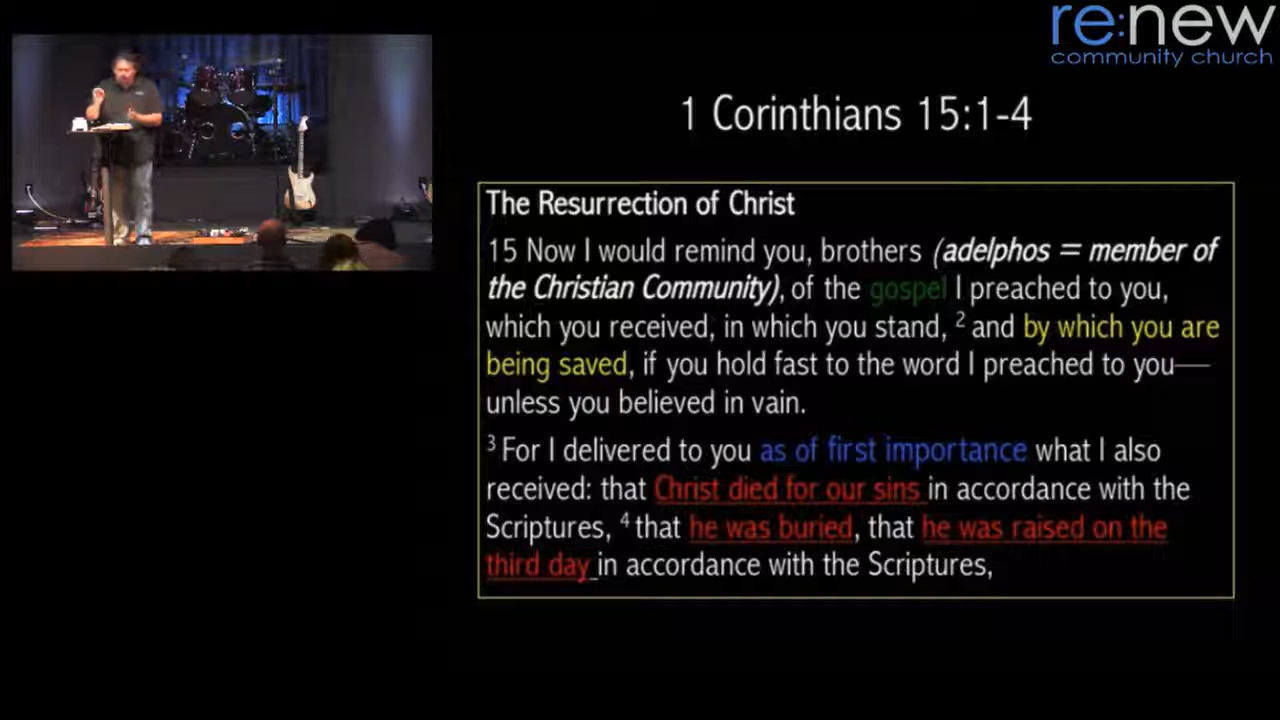 re:new
community church
1 Corinthians 15:1-4
The Resurrection of Christ
15 Now I would remind you, brothers (adelphos = member of
the Christian Community), of the gospel I preached to you,
which you received, in which you stand, 2 and by which you are
being saved, if you hold fast to the word I preached to you—
unless you believed in vain.
3 For I delivered to you as of first importance what I also
received: that Christ died for our sins in accordance with the
Scriptures, 4 that he was buried, that he was raised on the
third day in accordance with the Scriptures,